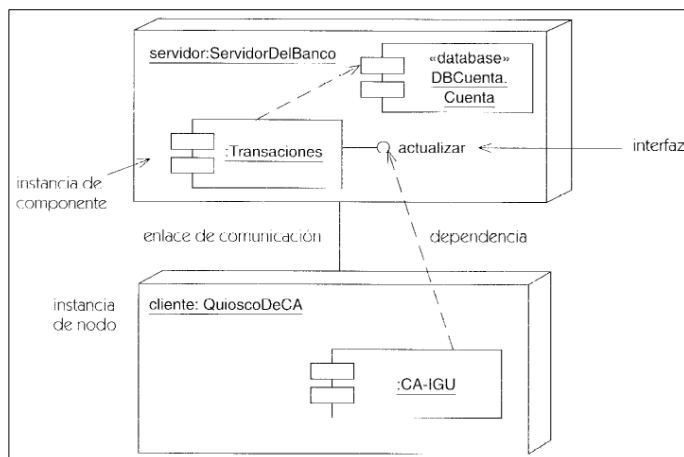 servidor:ServidorDelBanco
«database»
DBCuenta.
Cuenta
:Transaciones
actualizar
interfaz
instancia de
componente
enlace de comunicación
dependencia
instancia
de nodo
cliente: QuioscoDeCA
:CA-IGU